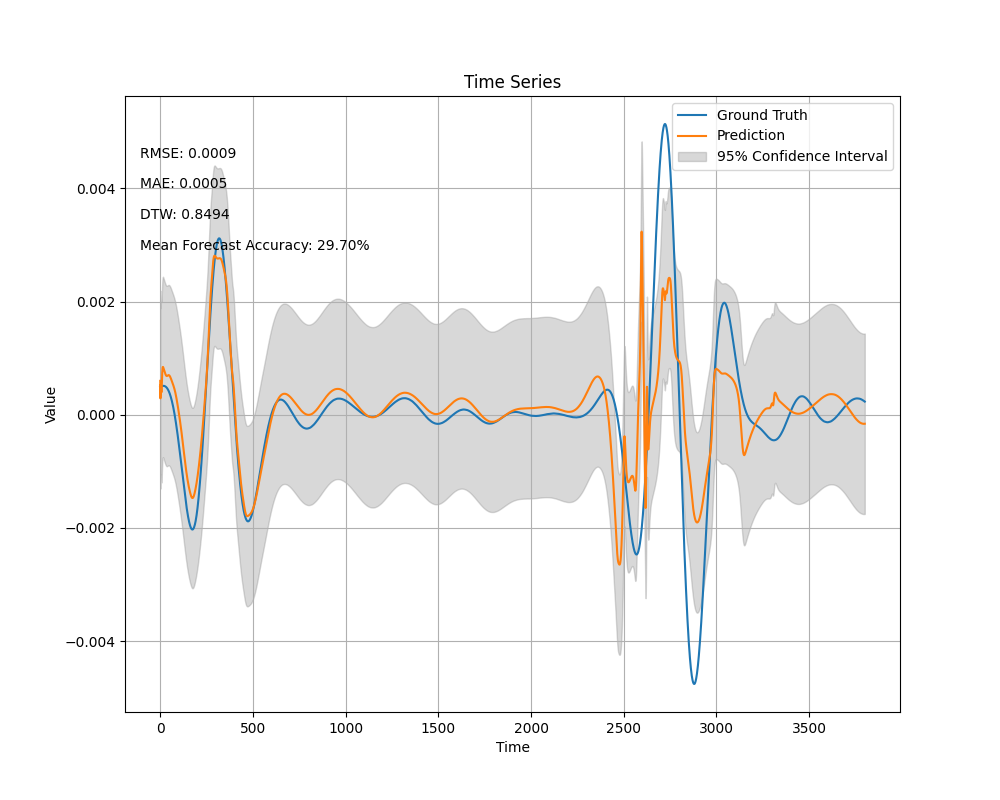 Time Series
Ground Truth
Prediction
95% Confidence Interval
RMSE: 0.0009
MAE: 0.0005
DTW: 0.8494
Mean Forecast Accuracy: 29.70%
0.004
0.002
0.000
−0.002
−0.004
Value
0 500 1000 1500 2000 2500 3000 3500
Time